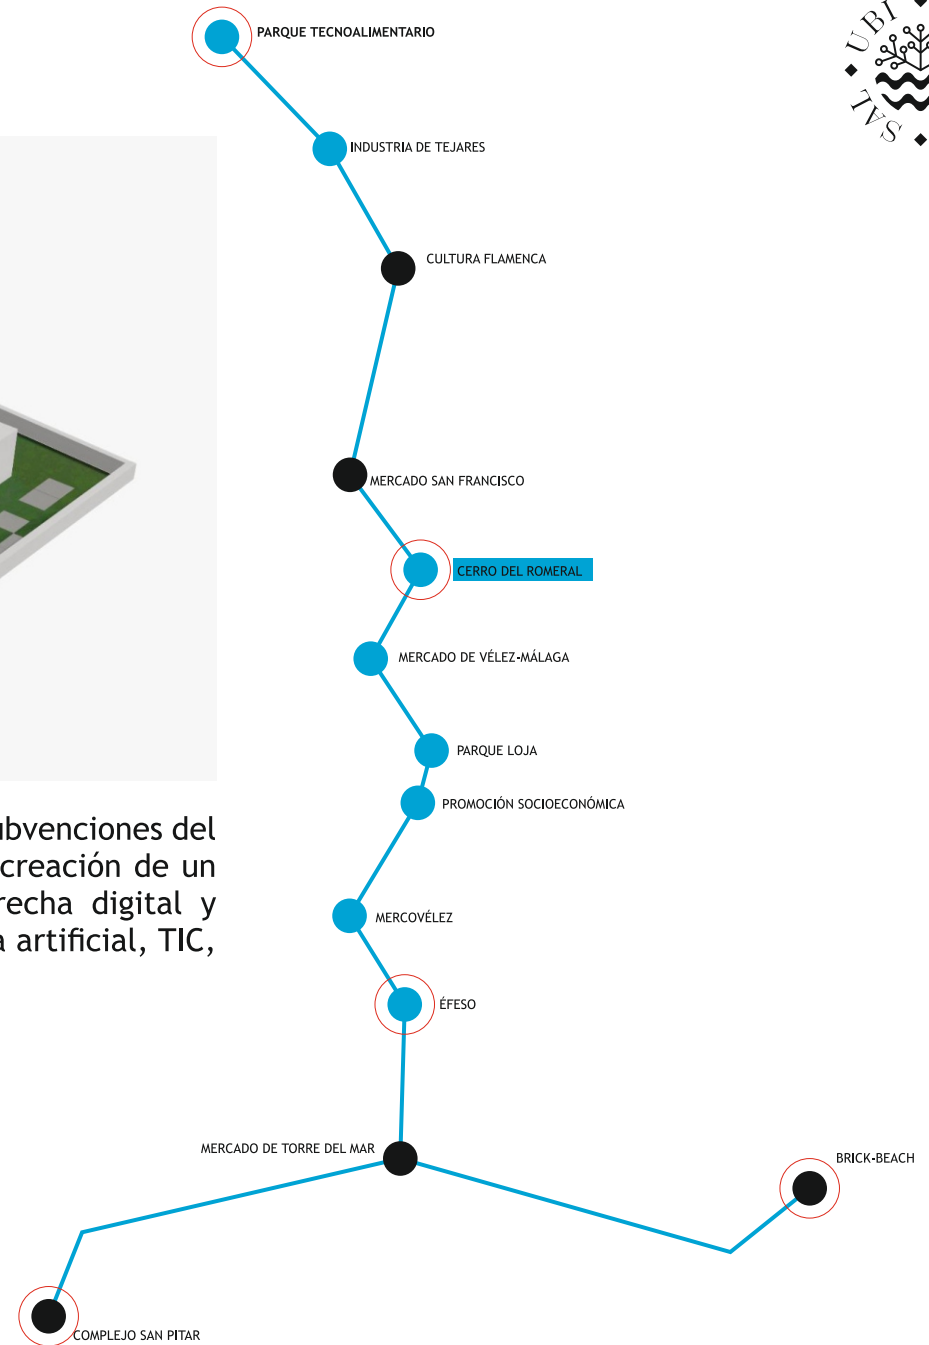 PARQUE TECNOALIMENTARIO
UBI
SAL
INDUSTRIA DE TEJARES
CULTURA FLAMENCA
MERCADO SAN FRANCISCO
CERRO DEL ROMERAL
MERCADO DE VÉLEZ-MÁLAGA
PARQUE LOJA
PROMOCIÓN SOCIOECONÓMICA
del
creación de un
digital y
artificial, TIC,
MERCOVÉLEZ
ÉFESO
MERCADO DE TORRE DEL MAR
BRICK-BEACH
COMPLEJO SAN PITAR